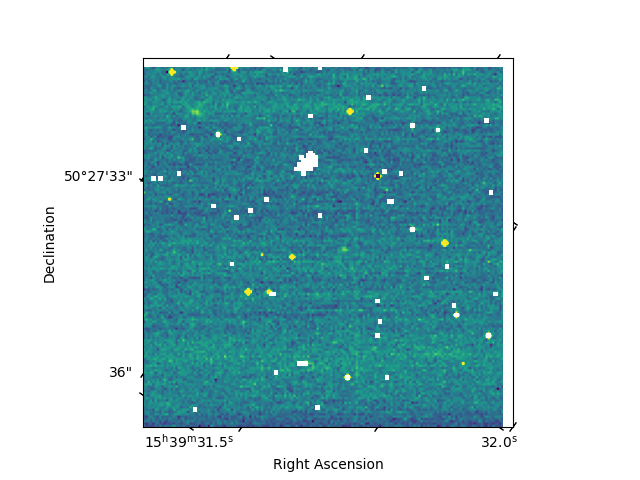 50°27'33"
Declination
36"
15ʰ39ᵐ31.5ˢ
32.0ˢ
Right Ascension